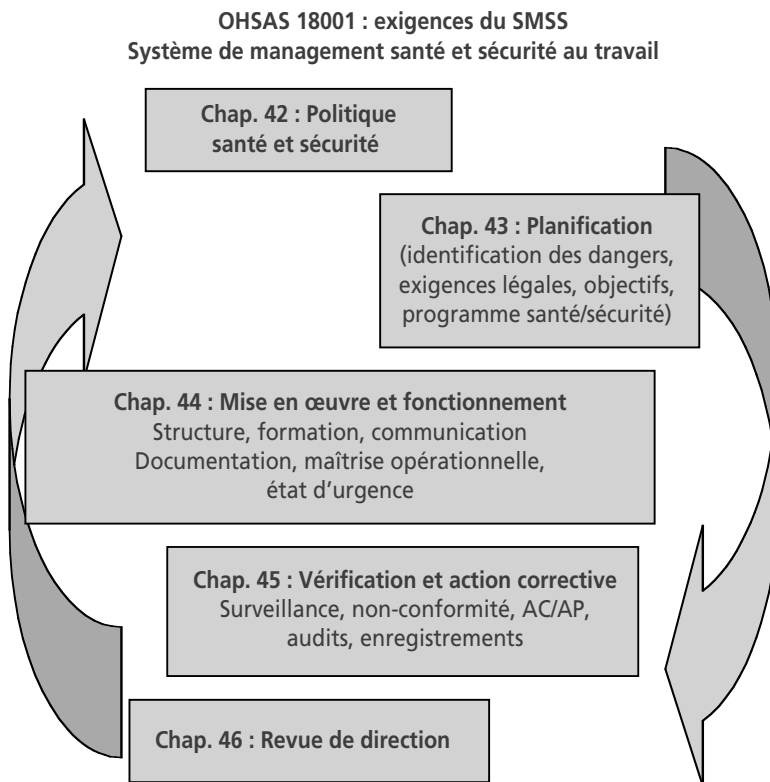 OHSAS 18001 : exigences du SMSS
Système de management santé et sécurité au travail
Chap. 42 : Politique
santé et sécurité
Chap. 43 : Planification
(identification des dangers,
exigences légales, objectifs,
programme santé/sécurité)
Chap. 44 : Mise en œuvre et fonctionnement
Structure, formation, communication
Documentation, maîtrise opérationnelle,
état d’urgence
Chap. 45 : Vérification et action corrective
Surveillance, non-conformité, AC/AP,
audits, enregistrements
Chap. 46 : Revue de direction